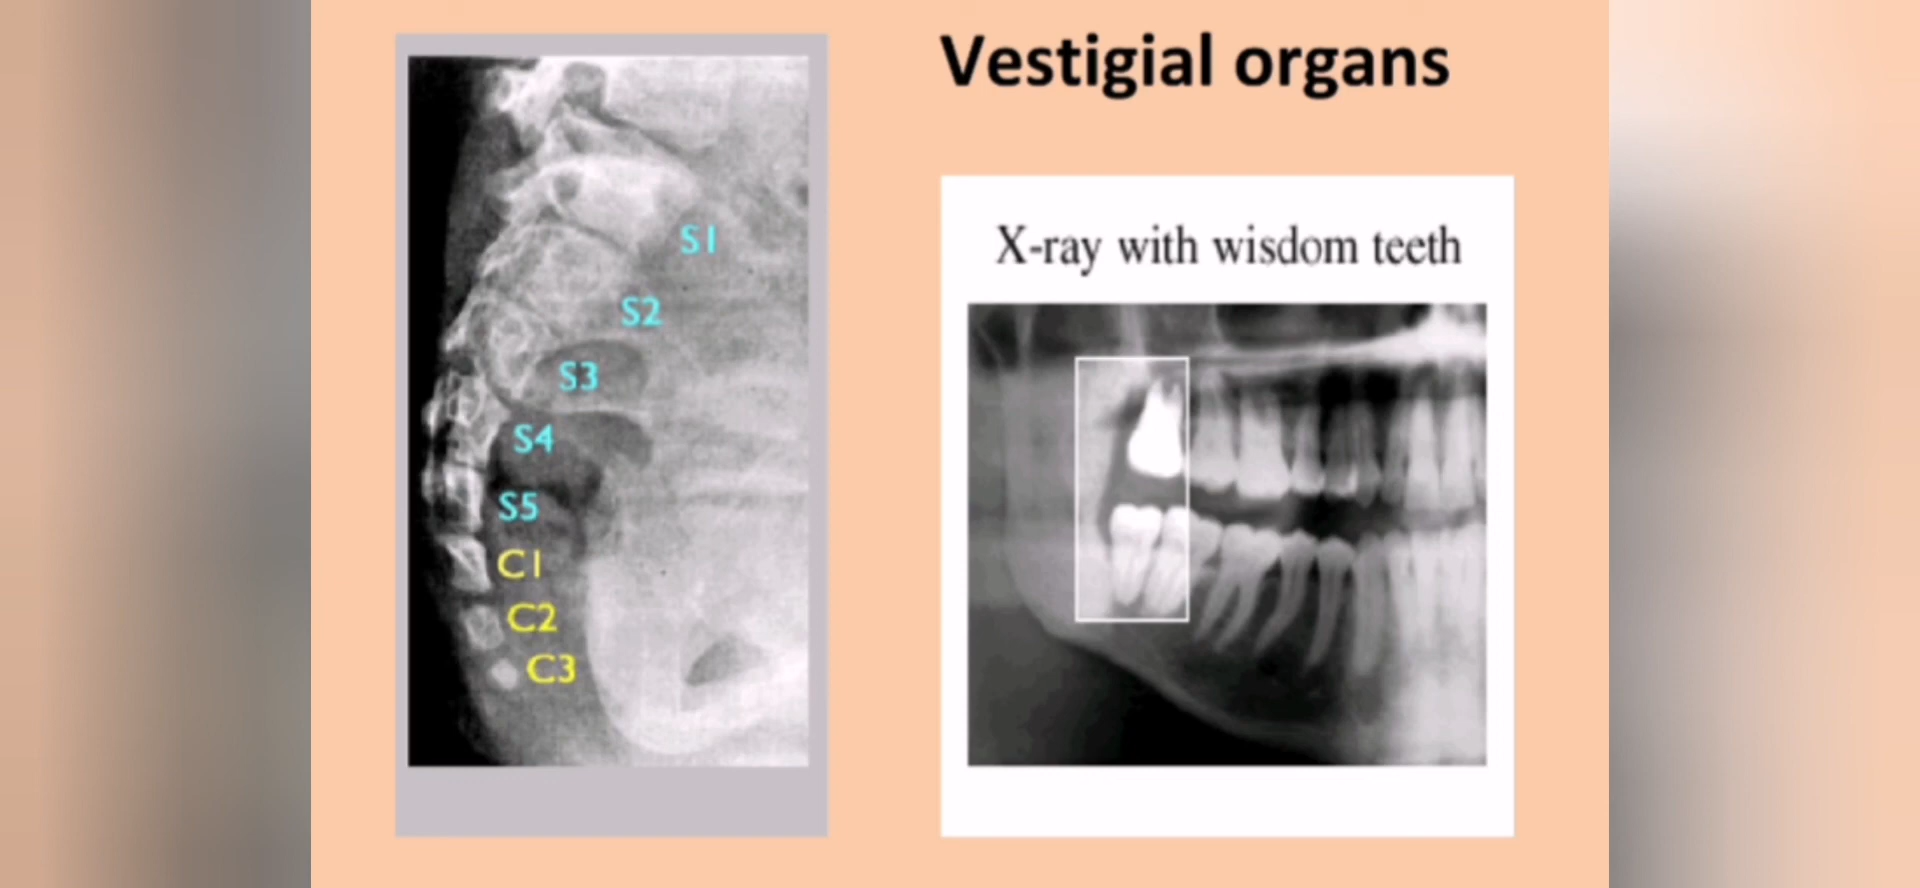 Vestigial organs
S1
S2
S3
S4
S5
C1
C2
C3
X-ray with wisdom teeth